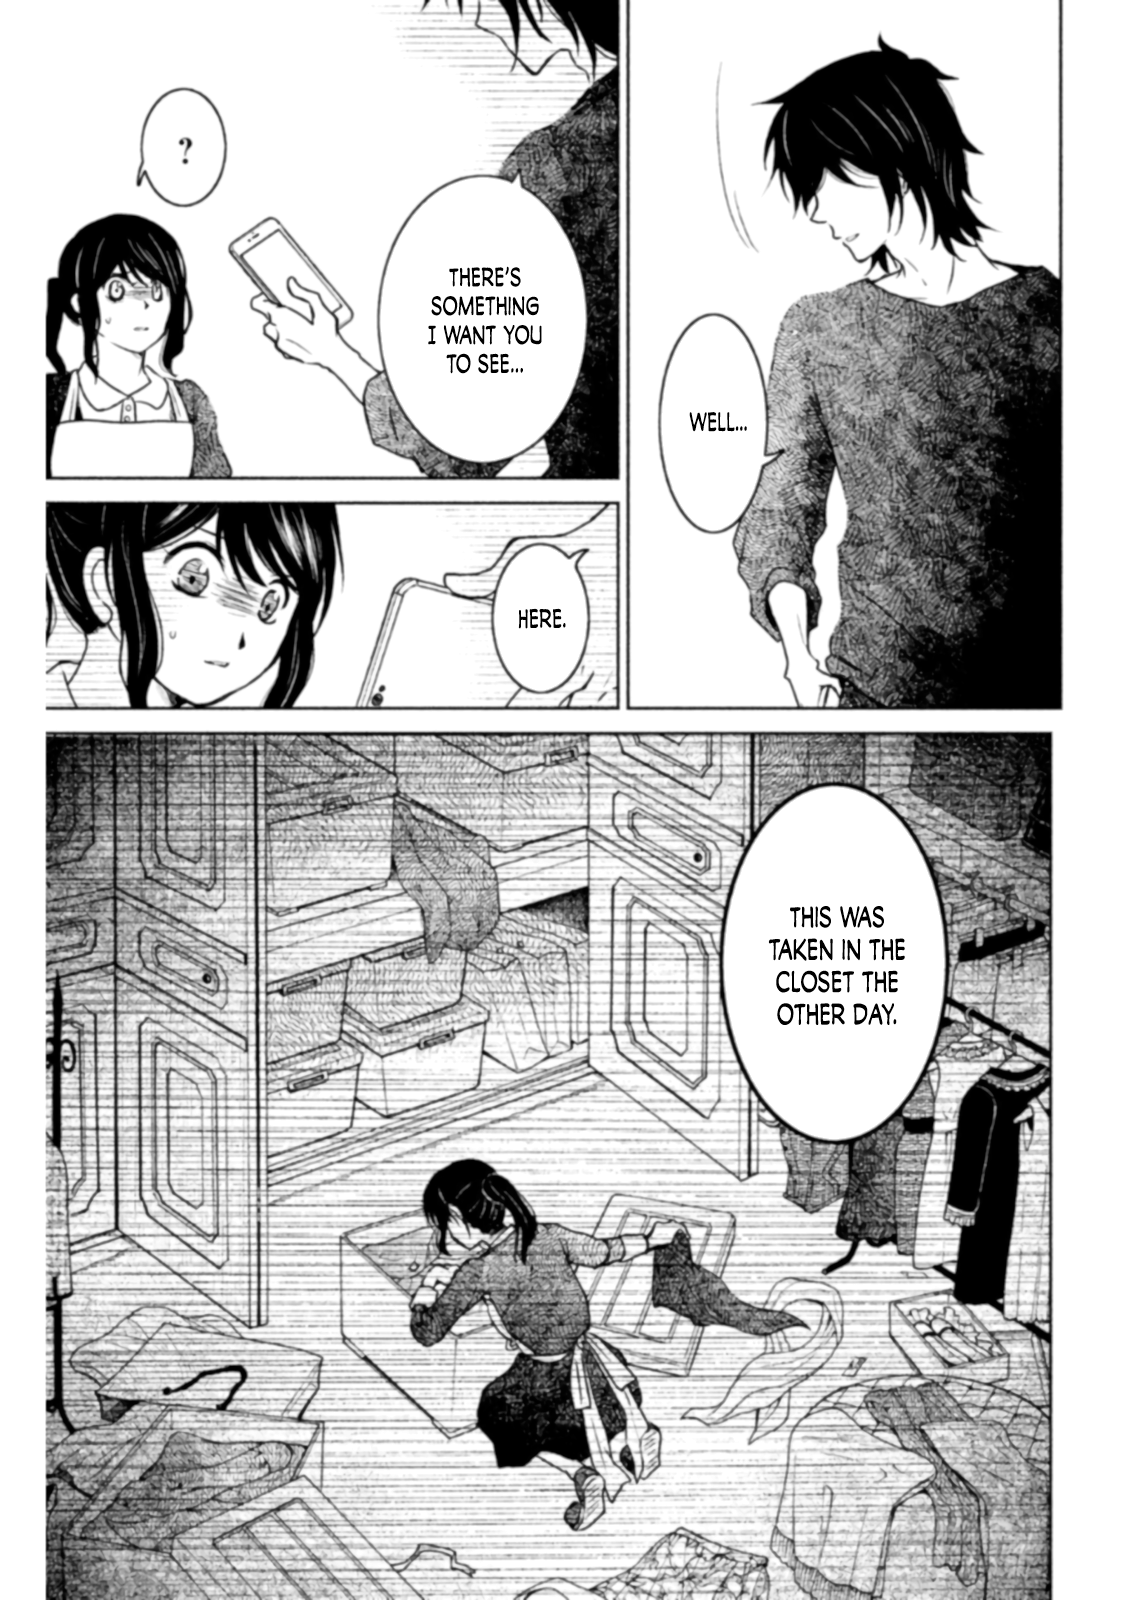 WELL...
THERE'S
SOMETHING
I WANT YOU
TO SEE...
?
HERE.
THIS WAS
TAKEN IN THE
CLOSET THE
OTHER DAY.